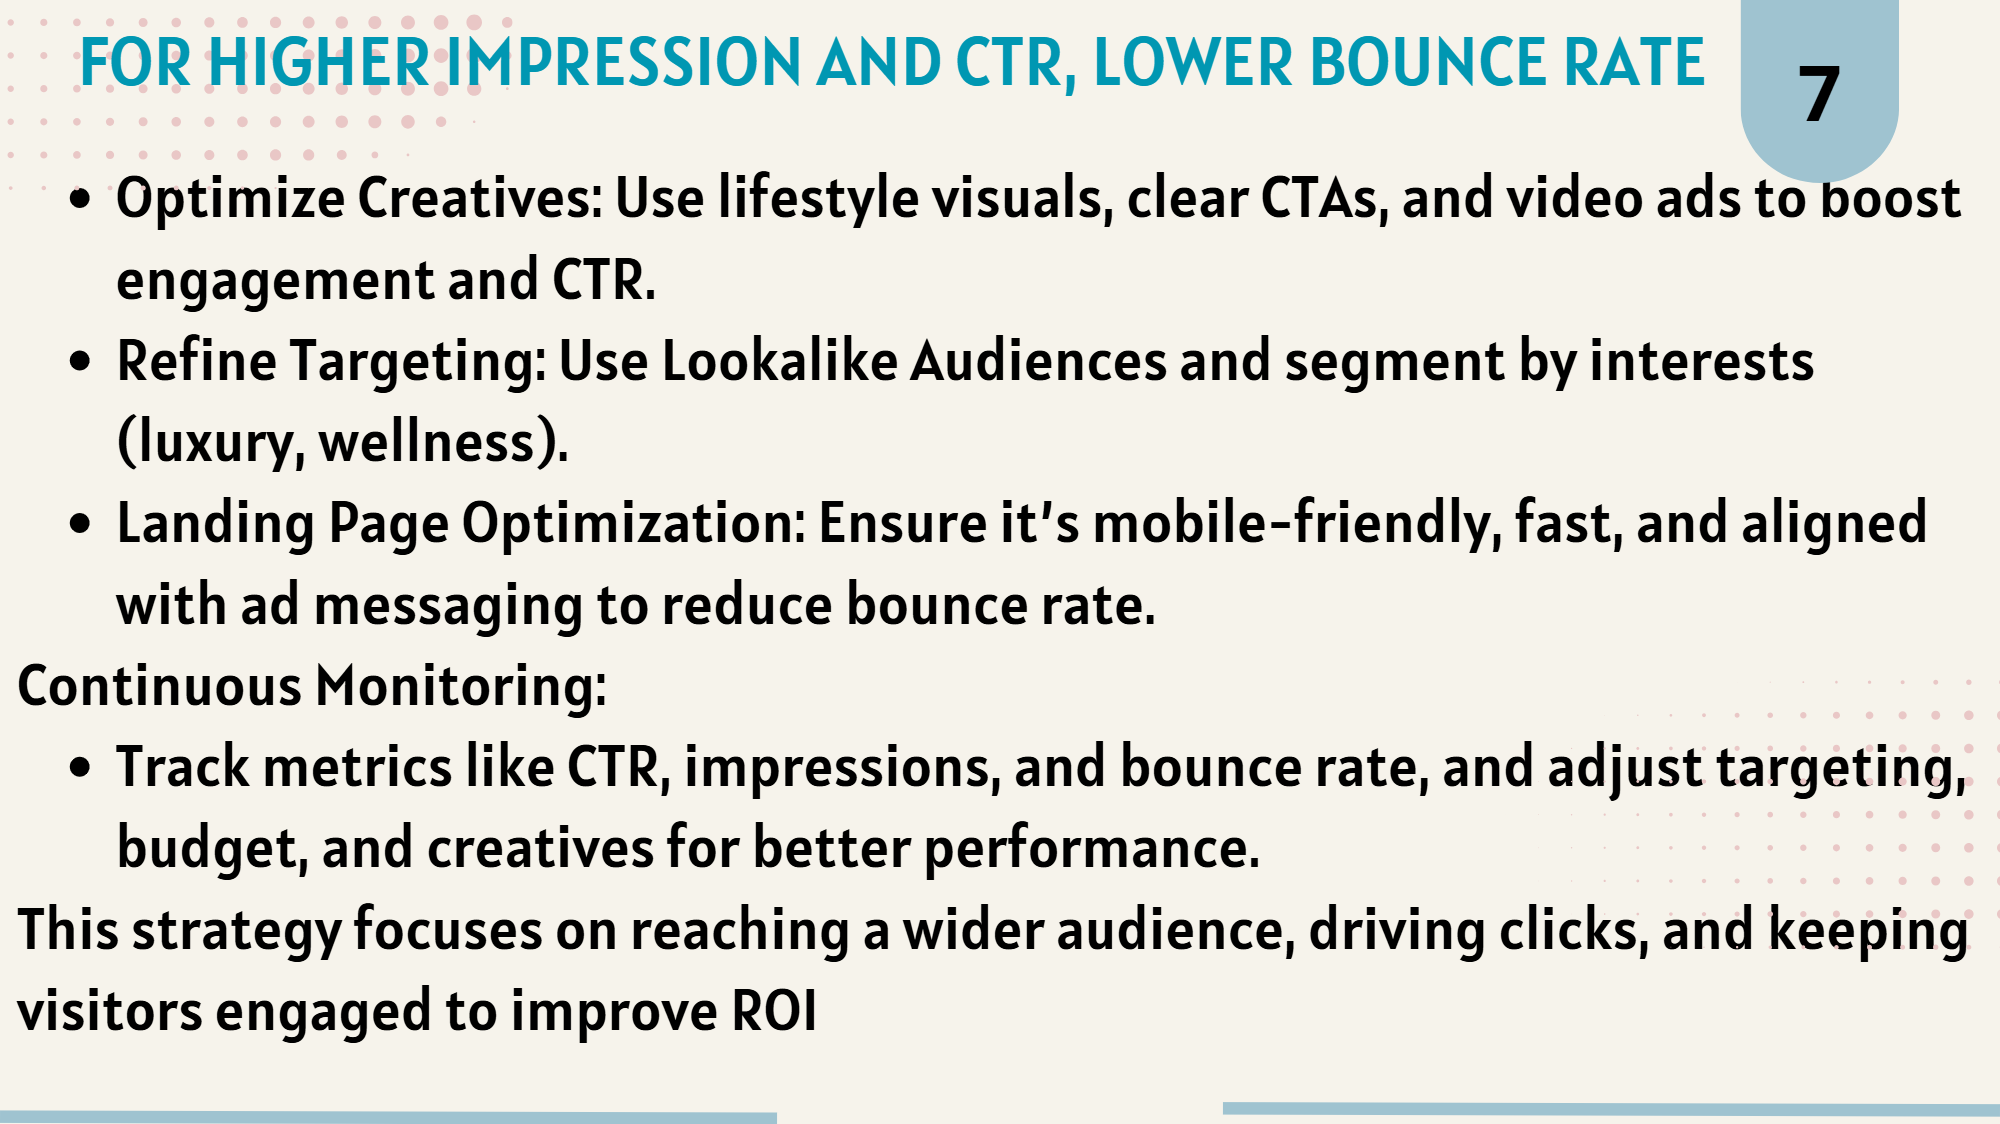 FOR HIGHER IMPRESSION AND CTR, LOWER BOUNCE RATE
7
• Optimize Creatives: Use lifestyle visuals, clear CTAs, and video ads to boost
engagement and CTR.
• Refine Targeting: Use Lookalike Audiences and segment by interests
(luxury, wellness).
• Landing Page Optimization: Ensure it's mobile-friendly, fast, and aligned
with ad messaging to reduce bounce rate.
Continuous Monitoring:
• Track metrics like CTR, impressions, and bounce rate, and adjust targeting,
budget, and creatives for better performance.
This strategy focuses on reaching a wider audience, driving clicks, and keeping
visitors engaged to improve ROI